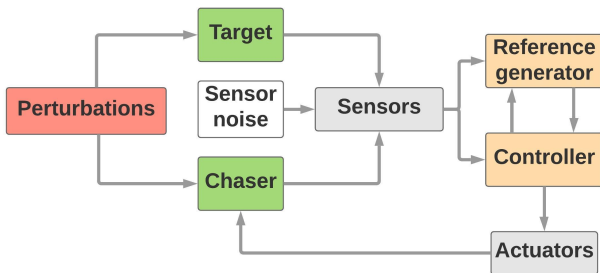 Target
Reference
generator
Perturbations
Sensor
noise
Sensors
Chaser
Controller
Actuators